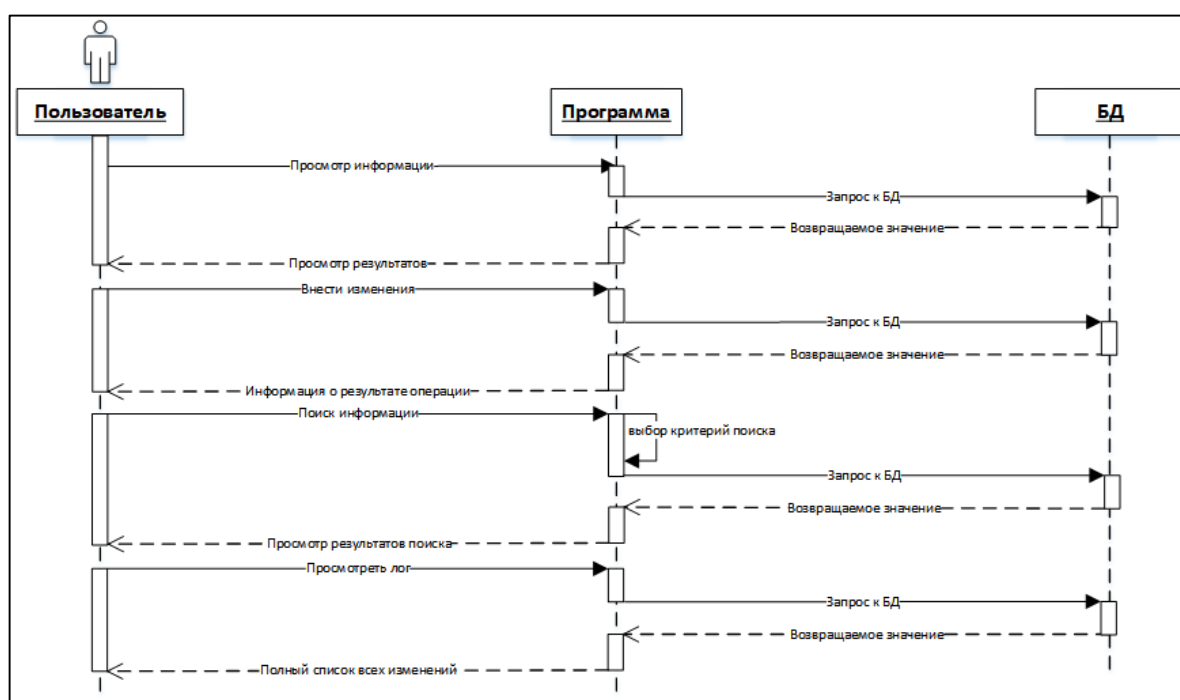 Пользователь
Программа
БД
Просмотр информации
Запрос к БД
Возвращаемое значение
Просмотр результатов
Внести изменения
Запрос к БД
Возвращаемое значение
Информация о результате операции
Поиск информации
выбор критерий поиска
Запрос к БД
Возвращаемое значение
Просмотр результатов поиска
Просмотреть лог
Запрос к БД
Возвращаемое значение
Полный список всех изменений